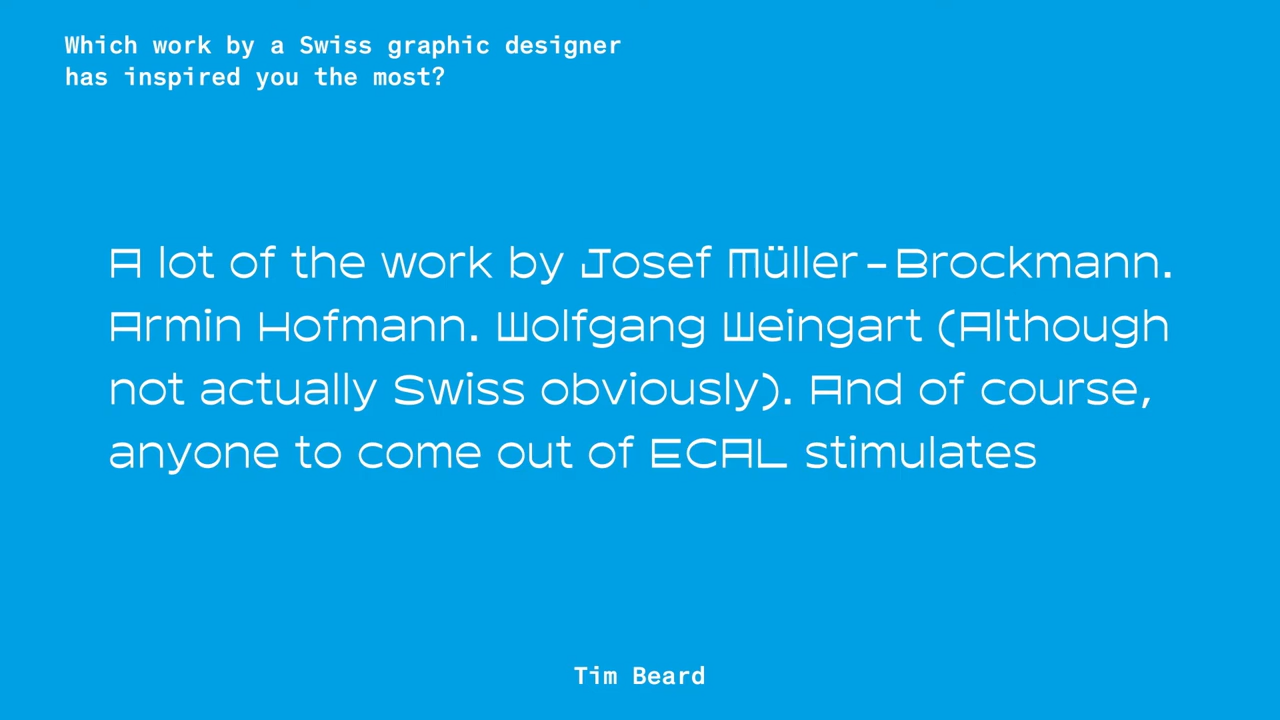 Which work by a Swiss graphic designer
has inspired you the most?
A lot of the work by Josef Müller-Brockmann.
Armin Hofmann. Wolfgang Weingart (Although
not actually Swiss obviously). And of course,
anyone to come out of ECAL stimulates
Tim Beard